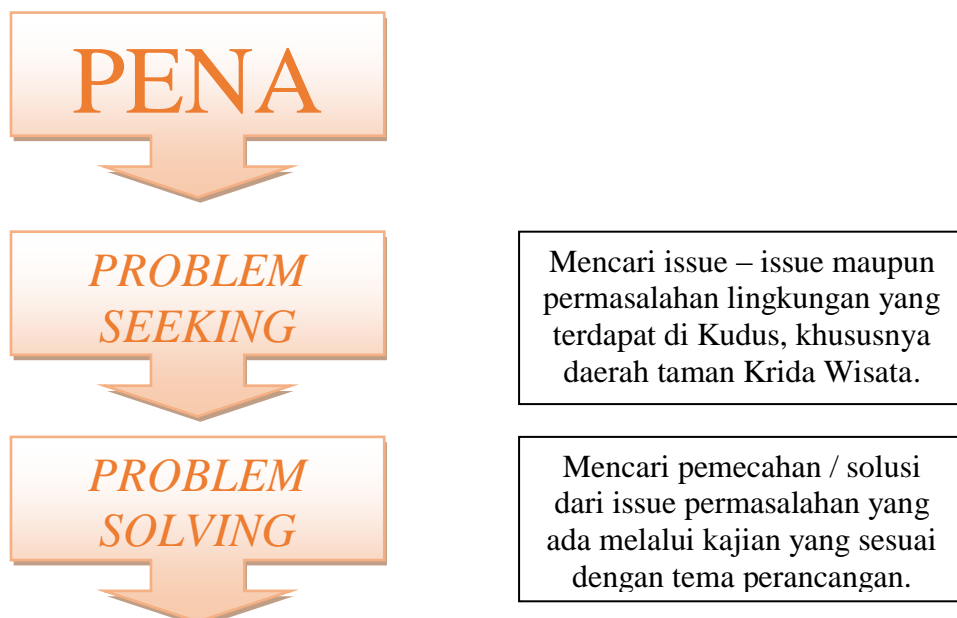 PENA
PROBLEM
SEEKING
Mencari issue – issue maupun
permasalahan lingkungan yang
terdapat di Kudus, khususnya
daerah taman Krida Wisata.
PROBLEM
SOLVING
Mencari pemecahan / solusi
dari issue permasalahan yang
ada melalui kajian yang sesuai
dengan tema perancangan.